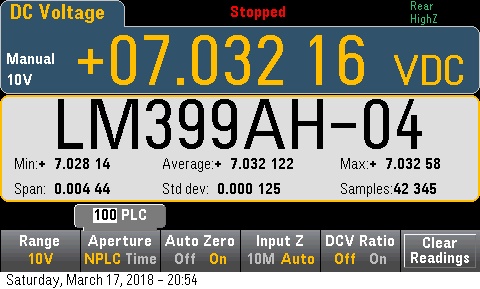 DC Voltage
Stopped
Rear
HighZ
Manual
10V
+07.032 16 VDC
LM399AH-04
Min:+ 7.028 14 Average:+ 7.032 122 Max:+ 7.032 58
Span: 0.004 44 Std dev: 0.000 125 Samples:42 345
100 PLC
Range Aperture Auto Zero Input Z DCV Ratio Clear
10V NPLC Time Off On 10M Auto Off On Readings
Saturday, March 17, 2018 - 20:54